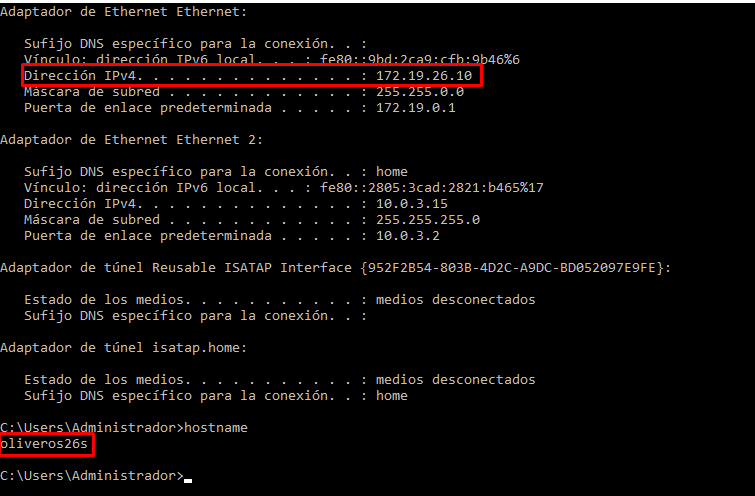 Adaptador de Ethernet Ethernet:
Sufijo DNS específico para la conexión. . :
Vínculo: dirección IPv6 local. . . : fe80::9bd:2ca9:cfb:9b46%6
Dirección IPv4. . . . . . . . . . . . . . : 172.19.26.10
Máscara de subred . . . . . . . . . . . . : 255.255.0.0
Puerta de enlace predeterminada . . . . . : 172.19.0.1
Adaptador de Ethernet Ethernet 2:
Sufijo DNS específico para la conexión. . : home
Vínculo: dirección IPv6 local. . . : fe80::2805:3cad:2821:b465%17
Dirección IPv4. . . . . . . . . . . . . . : 10.0.3.15
Máscara de subred . . . . . . . . . . . . : 255.255.255.0
Puerta de enlace predeterminada . . . . . : 10.0.3.2
Adaptador de túnel Reusable ISATAP Interface {952F2B54-803B-4D2C-A9DC-BD052097E9FE}:
Estado de los medios. . . . . . . . . . . : medios desconectados
Sufijo DNS específico para la conexión. . :
Adaptador de túnel isatap.home:
Estado de los medios. . . . . . . . . . . : medios desconectados
Sufijo DNS específico para la conexión. . : home
C:\Users\Administrador>hostname
oliveros26s
C:\Users\Administrador>